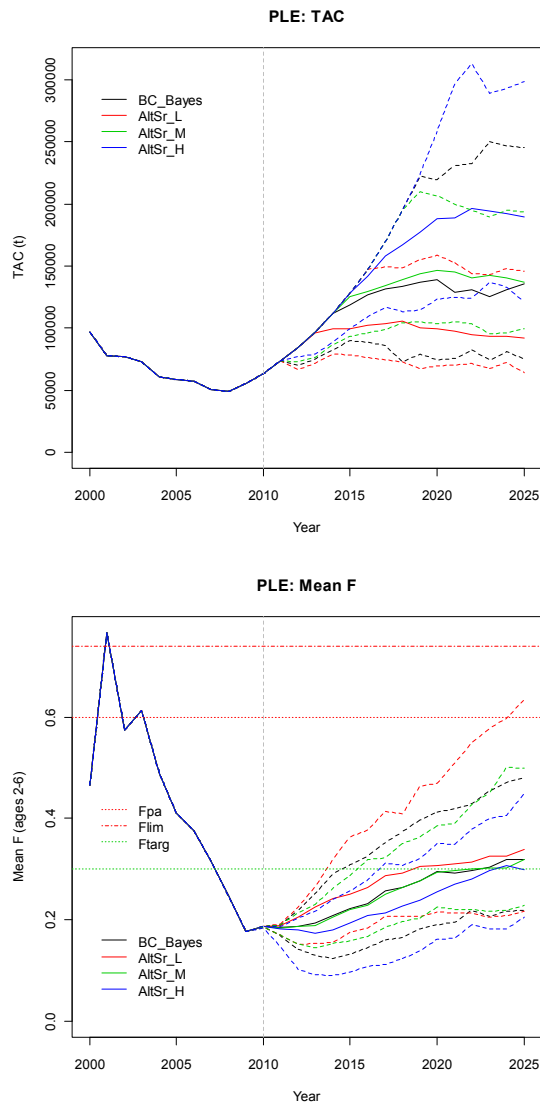 PLE: TAC
TAC (t)
300000
250000
200000
150000
100000
50000
0
BC_Bayes
AltSr_L
AltSr_M
AltSr_H
2000 2005 2010 2015 2020 2025
Year
PLE: Mean F
Mean F (ages 2-6)
0.6
0.4
0.2
0.0
Fpa
Flim
Ftarg
BC_Bayes
AltSr_L
AltSr_M
AltSr_H
2000 2005 2010 2015 2020 2025
Year